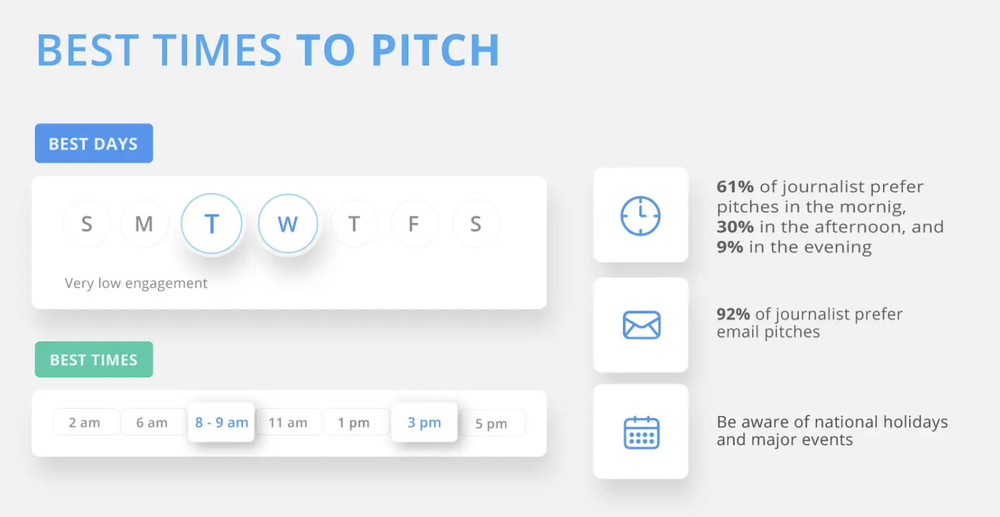 BEST TIMES TO PITCH
BEST DAYS
S M T W T F S
Very low engagement
BEST TIMES
2 am 6 am 8 - 9 am 11 am 1 pm 3 pm 5 pm
61% of journalist prefer
pitches in the mornig,
30% in the afternoon, and
9% in the evening
92% of journalist prefer
email pitches
Be aware of national holidays
and major events